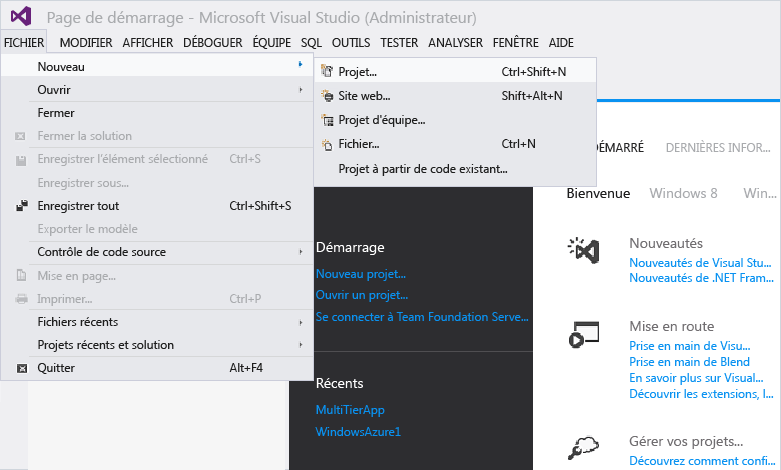 Page de démarrage - Microsoft Visual Studio (Administrateur)
FICHIER MODIFIER AFFICHER DÉBOGUER ÉQUIPE SQL OUTILS TESTER ANALYSER FENÊTRE AIDE
Nouveau
Ouvrir
Fermer
Fermer la solution
Enregistrer l'élément sélectionné Ctrl+S
Enregistrer sous...
Enregistrer tout Ctrl+Shift+S
Exporter le modèle
Contrôle de code source
Mise en page...
Imprimer... Ctrl+P
Fichiers récents
Projets récents et solution
Quitter Alt+F4
Projet... Ctrl+Shift+N
Site web... Shift+Alt+N
Projet d'équipe...
Fichier... Ctrl+N
Projet à partir de code existant...
Démarrage
Nouveau projet...
Ouvrir un projet...
Se connecter à Team Foundation Serve...
Récents
MultiTierApp
WindowsAzure1
ÉMARRÉ DERNIÈRES INFOR...
Bienvenue Windows 8 Win...
Nouveautés
Nouveautés de Visual Stu...
Nouveautés de .NET Fram...
Mise en route
Prise en main de Visu...
Prise en main de Blend
En savoir plus sur Visual...
Découvrir les extensions, l...
Gérer vos projets...
Découvrez comment confi...